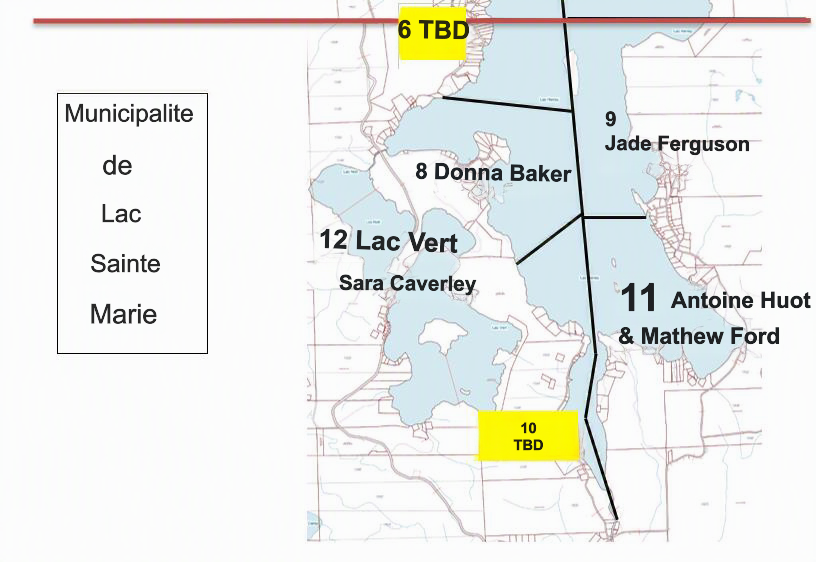 6 TBD
Municipalite
de
Lac
Sainte
Marie
9
Jade Ferguson
8 Donna Baker
12 Lac Vert
Sara Caverley
11 Antoine Huot
& Mathew Ford
10
TBD